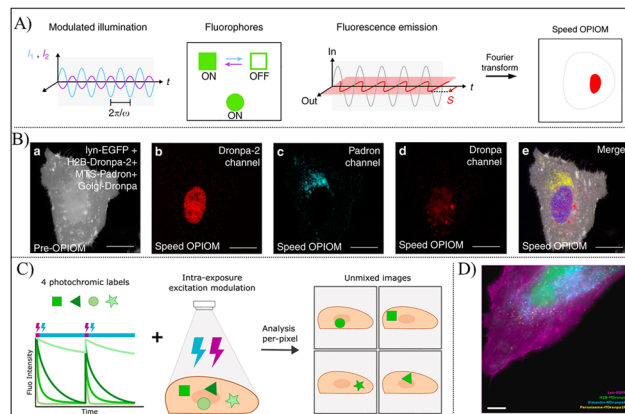 A)
Modulated illumination
Fluorophores
Fluorescence emission
Speed OPIOM
I1 , I2
t
2π/ω
ON
OFF
ON
In
Out
t
S
Fourier
transform
B)
a
lyn-EGFP +
H2B-Dronpa-2+
MTS-Padron+
Golgi-Dronpa
Pre-OPIOM
b
Dronpa-2
channel
Speed OPIOM
c
Padron
channel
Speed OPIOM
d
Dronpa
channel
Speed OPIOM
e
Merge
Speed OPIOM
C)
4 photochromic labels
Intra-exposure
excitation modulation
Unmixed images
Fluo Intensity
Time
+
Analysis
per-pixel
D)